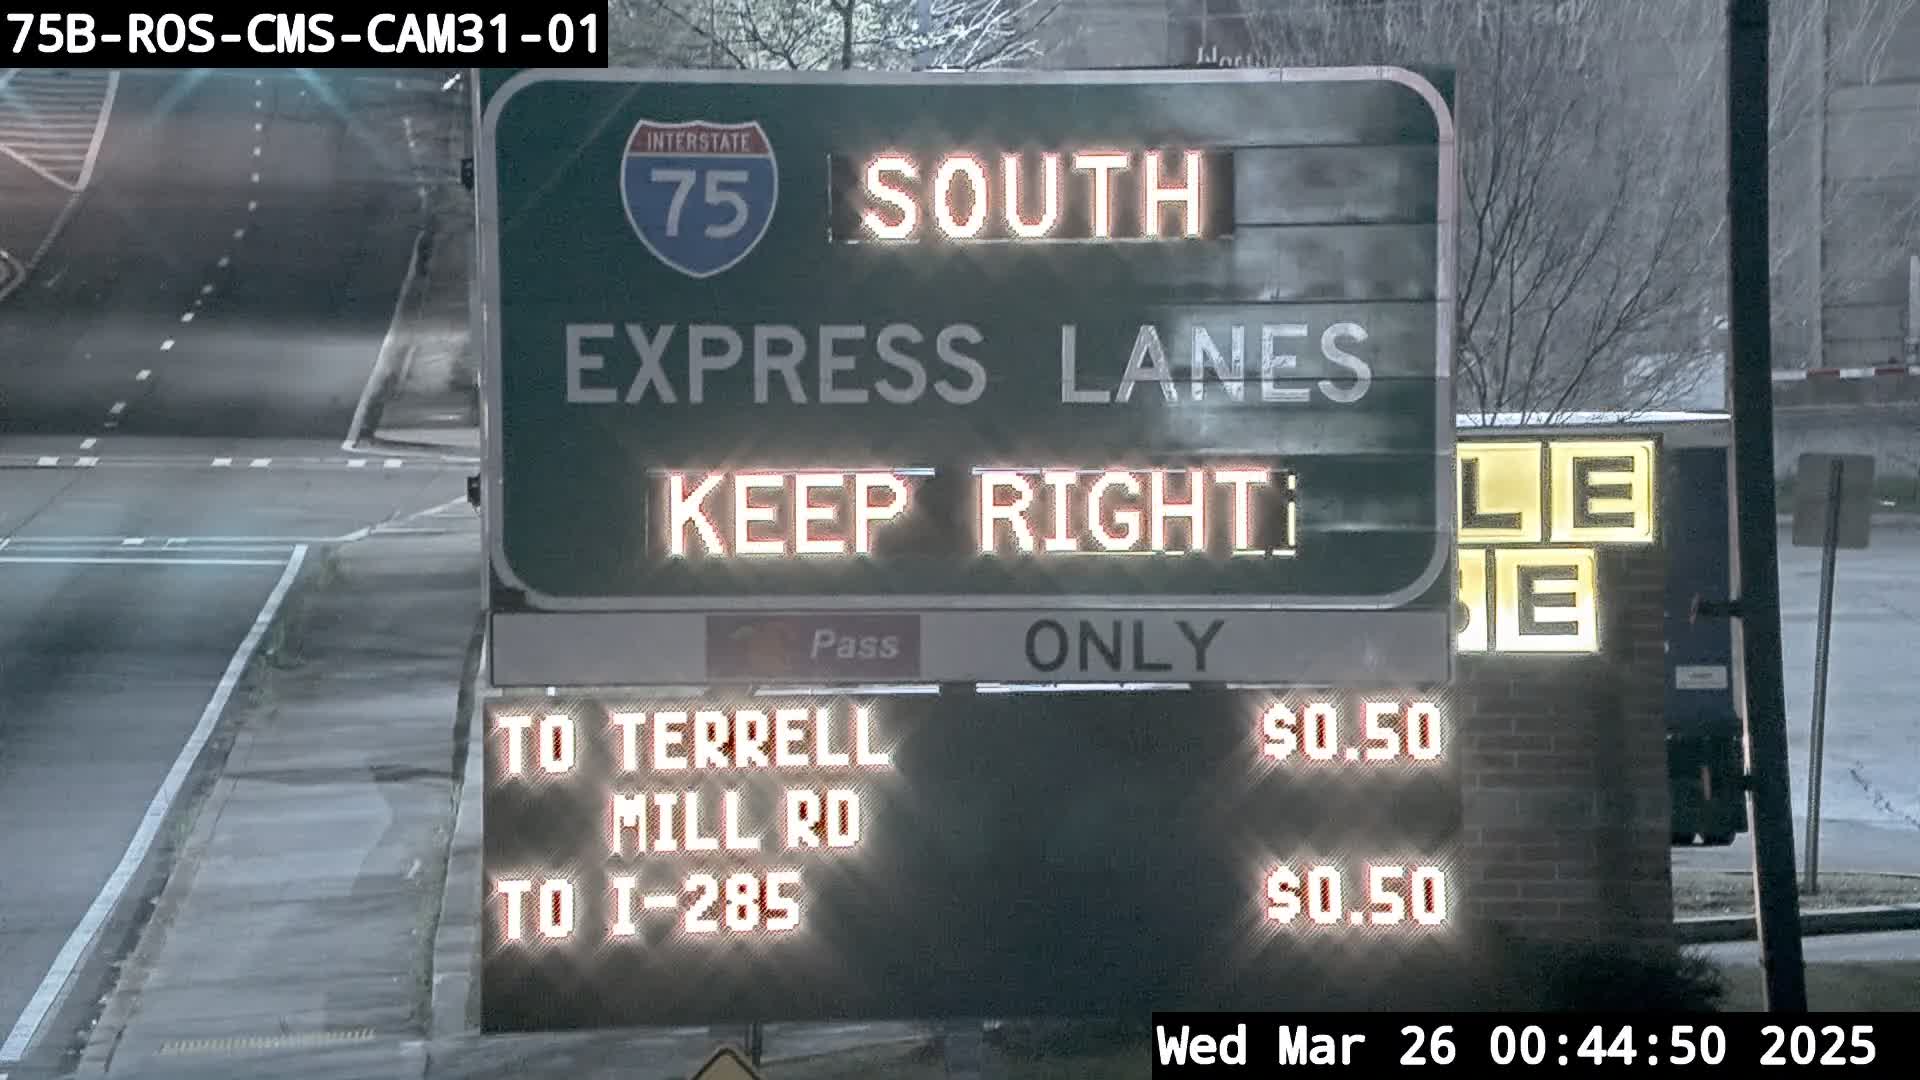 75B-ROS-CMS-CAM31-01
INTERSTATE
75
SOUTH
EXPRESS LANES
KEEP RIGHT
Pass ONLY
TO TERRELL $0.50
MILL RD
TO I-285 $0.50
LE
E
Wed Mar 26 00:44:50 2025